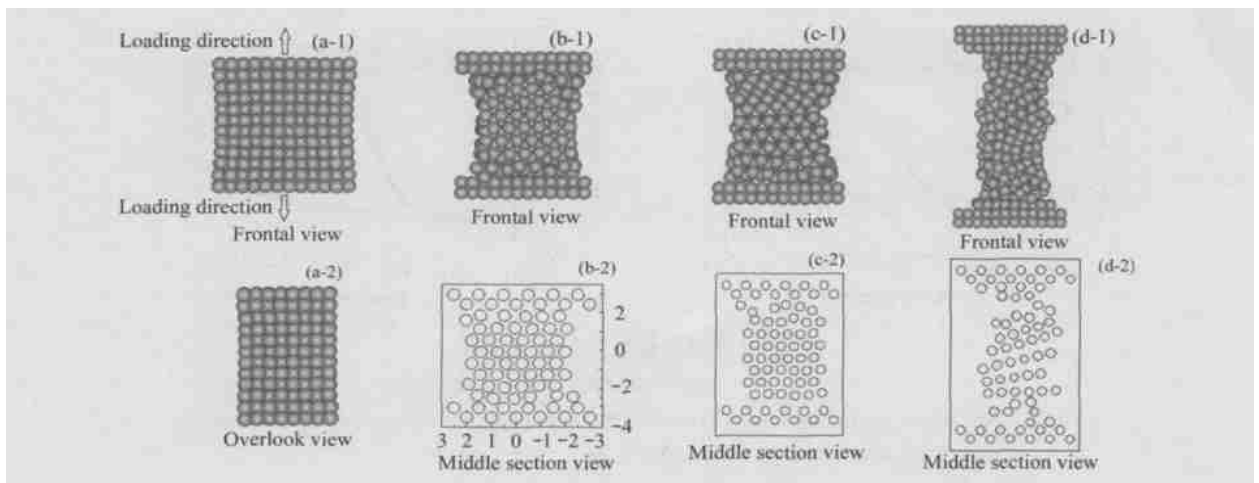 Loading direction
(a-1)
Loading direction
Frontal view
(b-1)
Frontal view
(c-1)
Frontal view
(d-1)
Frontal view
(a-2)
Overlook view
(b-2)
2
0
-2
-4
3 2 1 0 -1 -2 -3
Middle section view
(c-2)
Middle section view
(d-2)
Middle section view